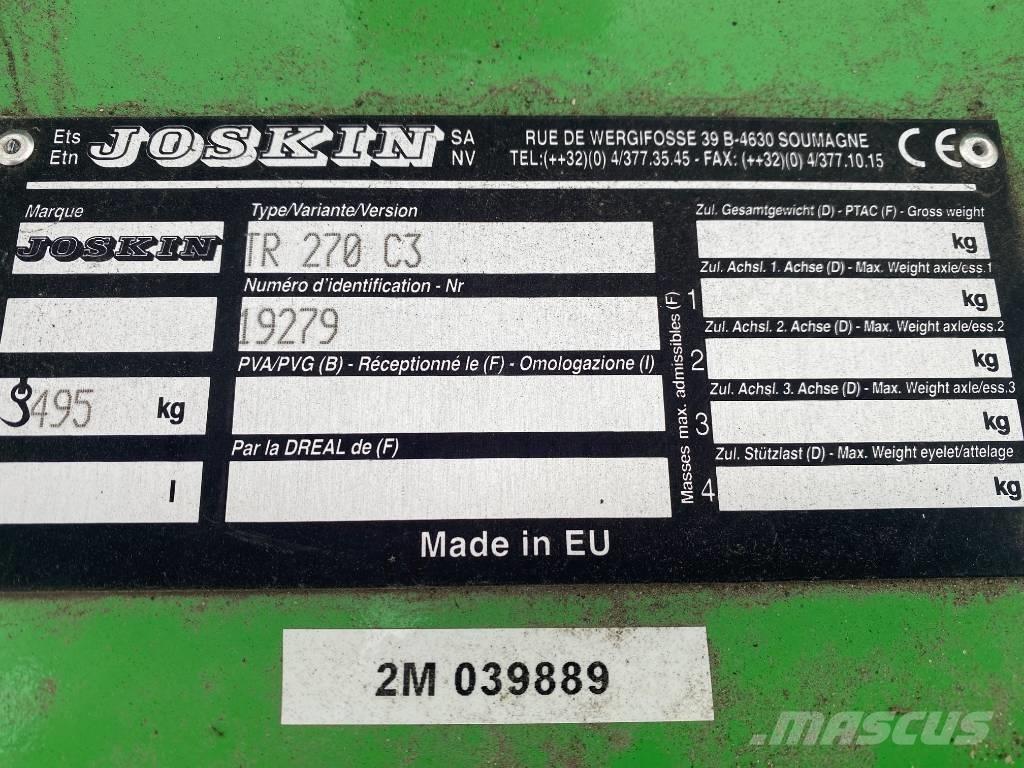 Ets
Etn
JOSKIN
SA
NV
RUE DE WERGIFOSSE 39 B-4630 SOUMAGNE
TEL:(++32)(0) 4/377.35.45 - FAX: (++32)(0) 4/377.10.15
CE
Marque
JOSKIN
Type/Variante/Version
TR 270 C3
Numéro d'identification - Nr
19279
PVA/PVG (B) - Réceptionné le (F) - Omologazione (I)
495 kg
Par la DREAL de (F)
l
Masses max. admissibles (F)
Zul. Gesamtgewicht (D) - PTAC (F) - Gross weight
kg
Zul. Achsl. 1. Achse (D) - Max. Weight axle/ess.1
1 kg
Zul. Achsl. 2. Achse (D) - Max. Weight axle/ess.2
2 kg
Zul. Achsl. 3. Achse (D) - Max. Weight axle/ess.3
3 kg
Zul. Stützlast (D) - Max. Weight eyelet/attelage
4 kg
Made in EU
2M 039889
MASCUS